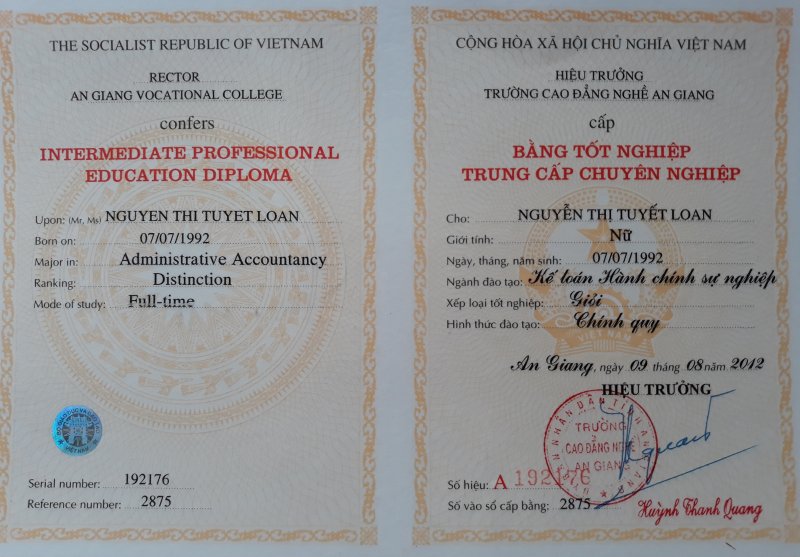 THE SOCIALIST REPUBLIC OF VIETNAM
RECTOR
AN GIANG VOCATIONAL COLLEGE
confers
INTERMEDIATE PROFESSIONAL
EDUCATION DIPLOMA
Upon: (Mr, Ms) NGUYEN THI TUYET LOAN
Born on: 07/07/1992
Major in: Administrative Accountancy
Ranking: Distinction
Mode of study: Full-time
Serial number: 192176
Reference number: 2875
CỘNG HÒA XÃ HỘI CHỦ NGHĨA VIỆT NAM
HIỆU TRƯỞNG
TRƯỜNG CAO ĐẲNG NGHỀ AN GIANG
cấp
BẰNG TỐT NGHIỆP
TRUNG CẤP CHUYÊN NGHIỆP
Cho: NGUYỄN THỊ TUYẾT LOAN
Giới tính: Nữ
Ngày, tháng, năm sinh: 07/07/1992
Ngành đào tạo: Kế toán Hành chính sự nghiệp
Xếp loại tốt nghiệp: Giỏi
Hình thức đào tạo: Chính quy
VIỆT NAM
An Giang, ngày 09 tháng 08 năm 2012
HIỆU TRƯỞNG
TRƯỜNG
CAO ĐẲNG NGHỀ
AN GIANG
Số hiệu: A 192176
Số vào sổ cấp bằng: 2875
Huỳnh Thanh Quang